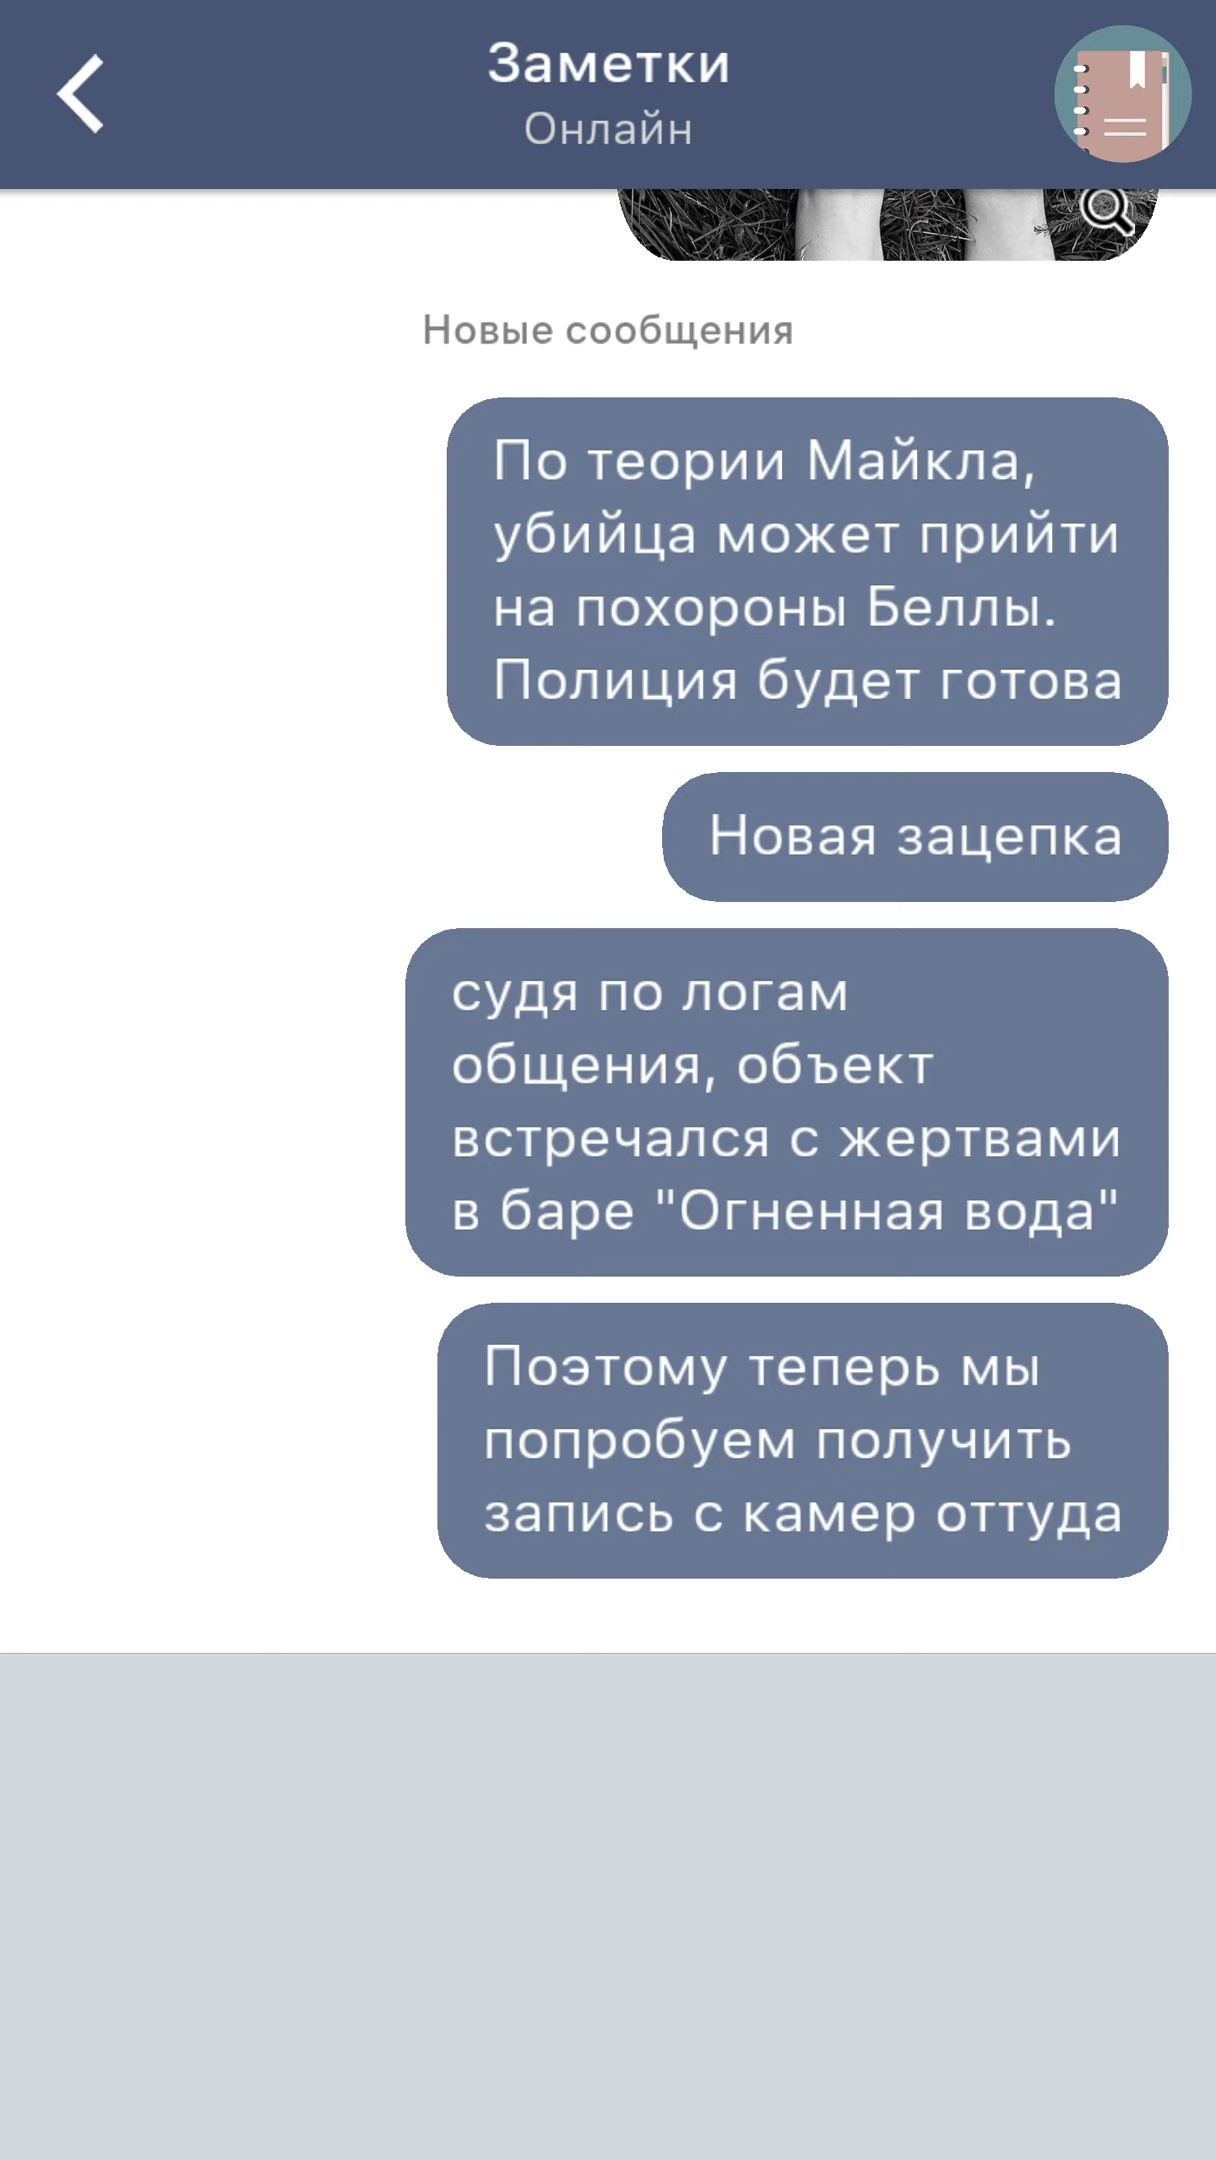 Заметки
Онлайн
Новые сообщения
По теории Майкла,
убийца может прийти
на похороны Беллы.
Полиция будет готова
Новая зацепка
судя по логам
общения, объект
встречался с жертвами
в баре "Огненная вода"
Поэтому теперь мы
попробуем получить
запись с камер оттуда